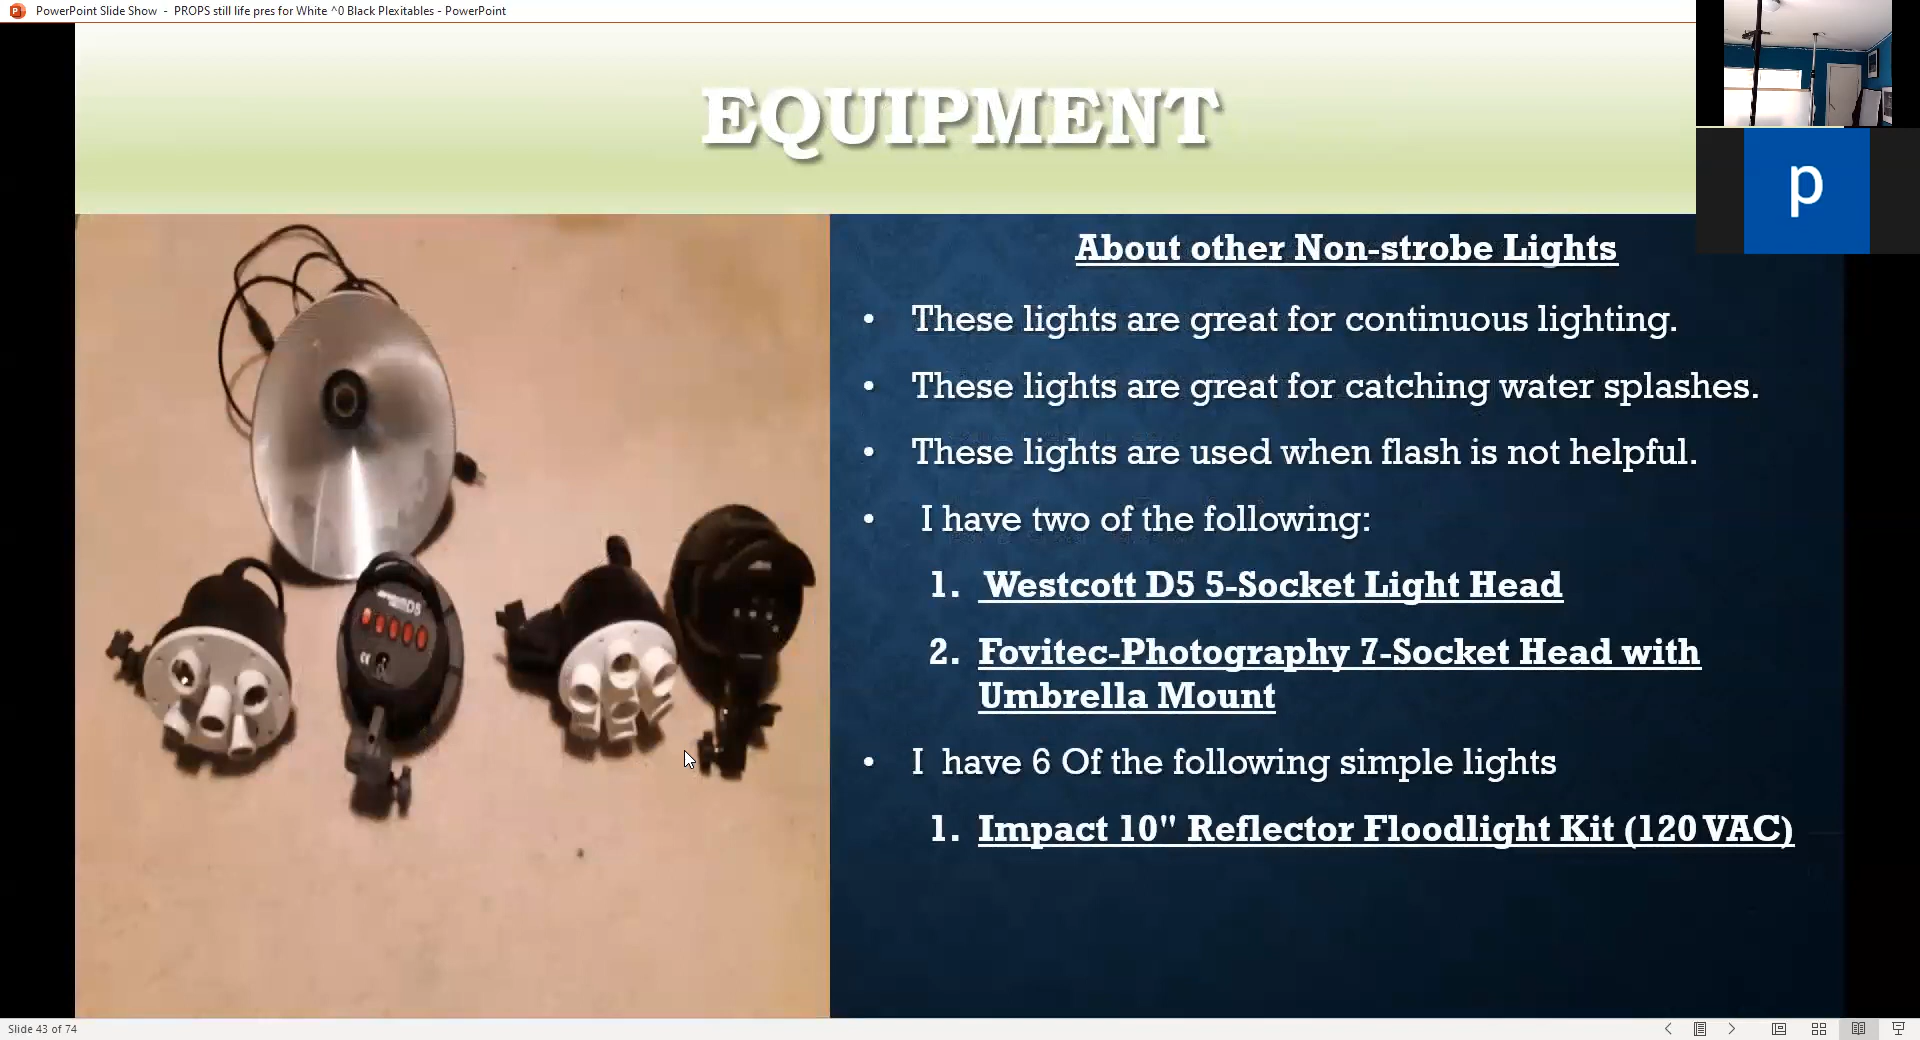 PowerPoint Slide Show - PROPS still life pres for White ^0 Black Plexitables - PowerPoint
EQUIPMENT
p
About other Non-strobe Lights
• These lights are great for continuous lighting.
• These lights are great for catching water splashes.
• These lights are used when flash is not helpful.
• I have two of the following:
1. Westcott D5 5-Socket Light Head
2. Fovitec-Photography 7-Socket Head with
Umbrella Mount
• I have 6 Of the following simple lights
1. Impact 10" Reflector Floodlight Kit (120 VAC)
D5
CE
Slide 43 of 74